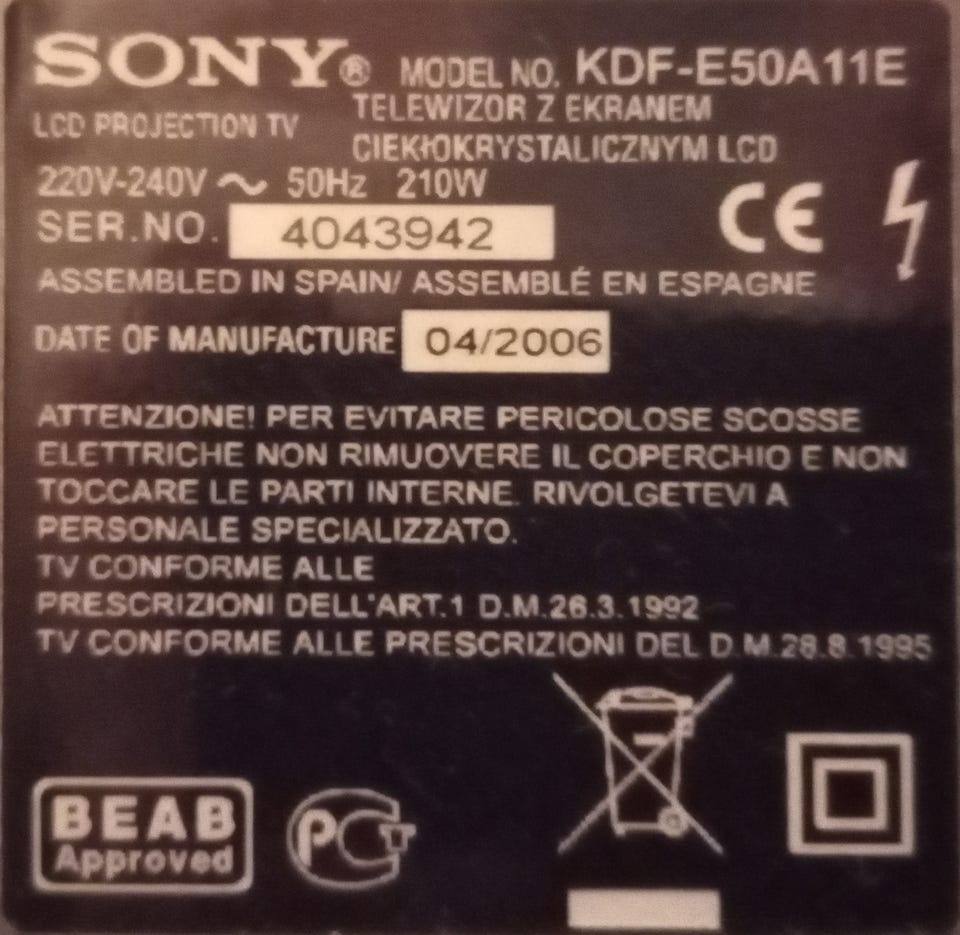 SONY® MODEL NO. KDF-E50A11E
LCD PROJECTION TV
TELEWIZOR Z EKRANEM
CIEKŁOKRYSTALICZNYM LCD
220V-240V ~ 50Hz 210W
SER.NO. 4043942
CE
ASSEMBLED IN SPAIN/ ASSEMBLÉ EN ESPAGNE
DATE OF MANUFACTURE 04/2006
ATTENZIONE! PER EVITARE PERICOLOSE SCOSSE
ELETTRICHE NON RIMUOVERE IL COPERCHIO E NON
TOCCARE LE PARTI INTERNE. RIVOLGETEVI A
PERSONALE SPECIALIZZATO.
TV CONFORME ALLE
PRESCRIZIONI DELL'ART.1 D.M.26.3.1992
TV CONFORME ALLE PRESCRIZIONI DEL D.M.28.8.1995
BEAB
Approved
РСТ